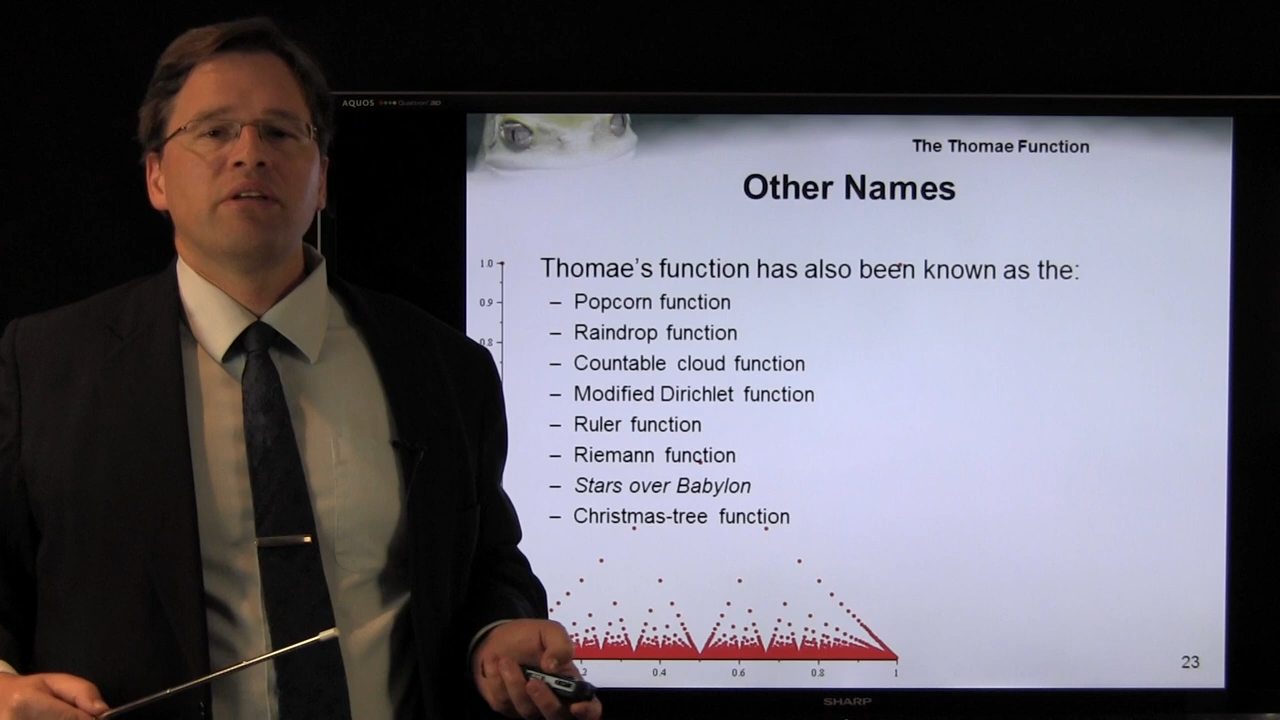 AQUOS Quattron 3D
The Thomae Function
Other Names
Thomae's function has also been known as the:
– Popcorn function
– Raindrop function
– Countable cloud function
– Modified Dirichlet function
– Ruler function
– Riemann function
– Stars over Babylon
– Christmas-tree function
1.0
0.9
0.8
0.4 0.6 0.8 1
23
SHARP